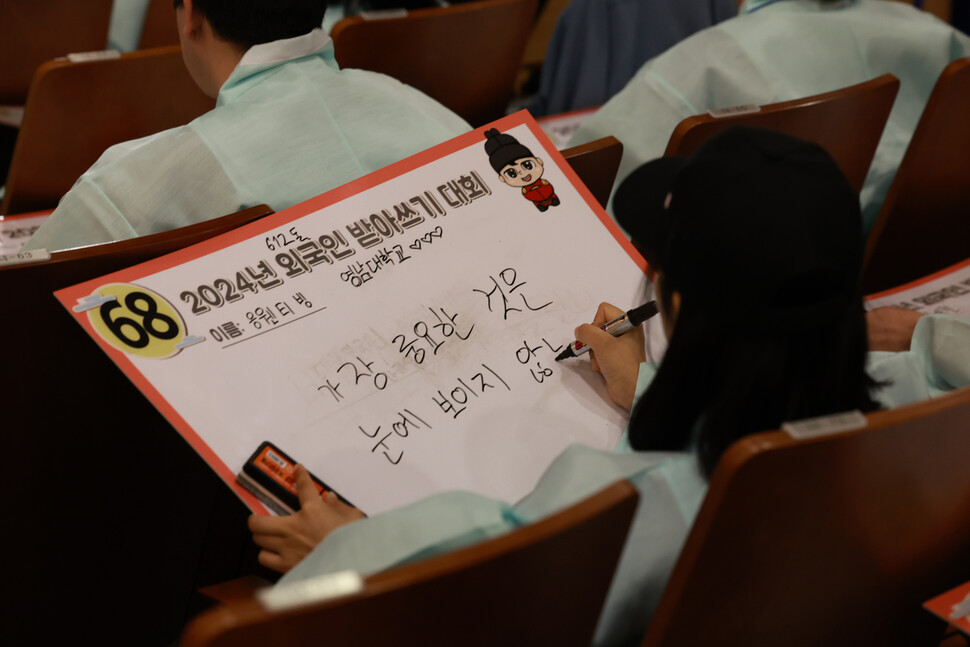 612돌
2024년 외국인 받아쓰기 대회
68
이름: 응웬티빙
영남대학교 ♡♡♡
가장 중요한 것은
눈에 보이지 않ㄴ